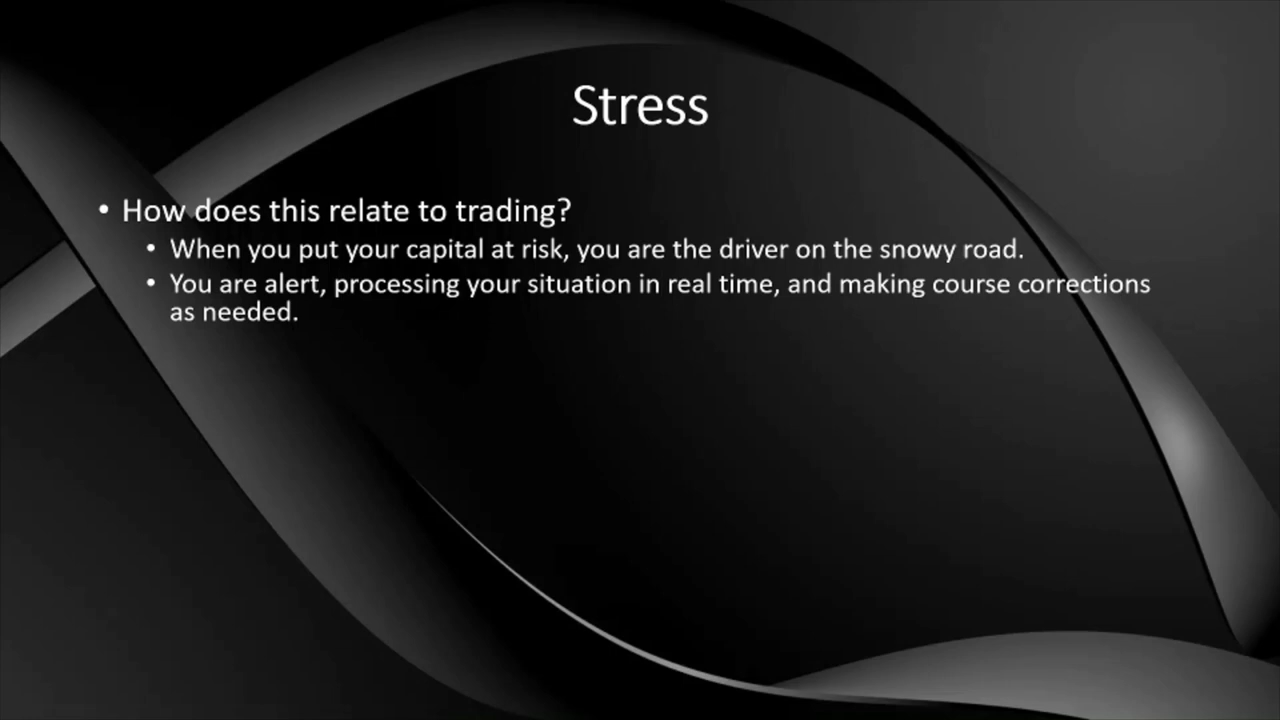 Stress
• How does this relate to trading?
• When you put your capital at risk, you are the driver on the snowy road.
• You are alert, processing your situation in real time, and making course corrections
as needed.